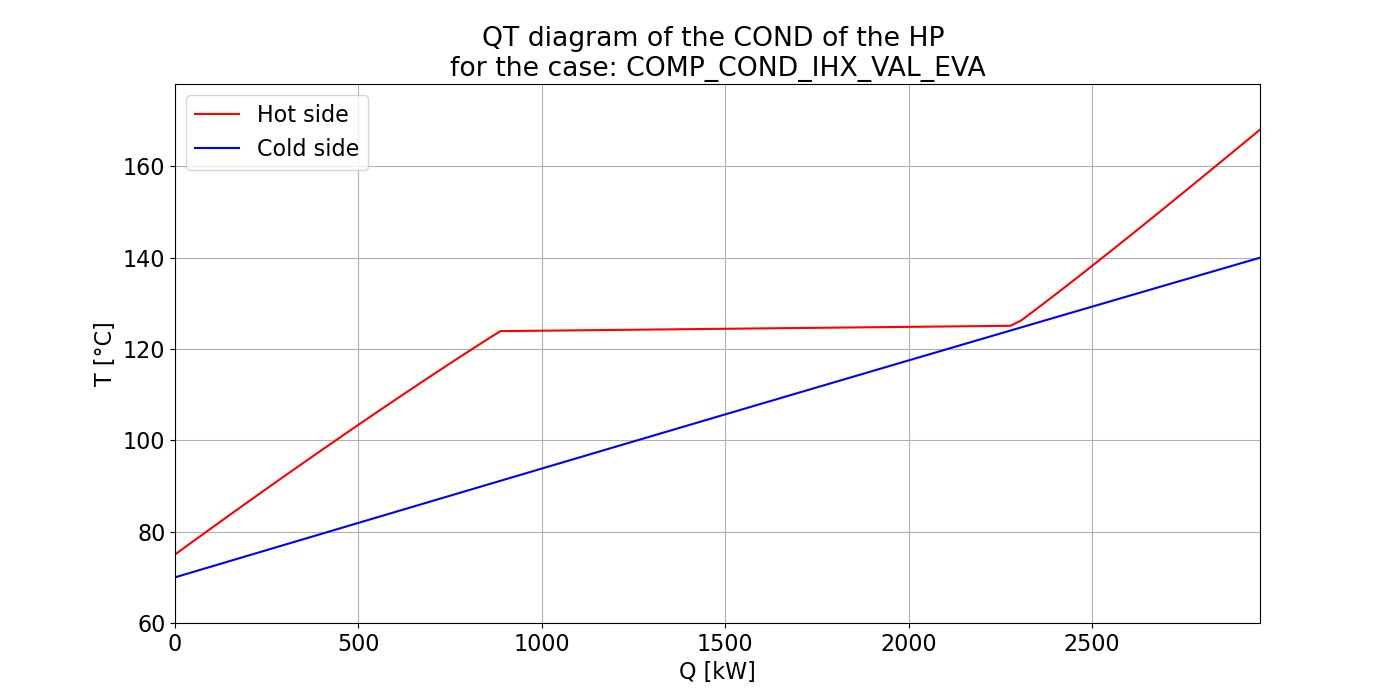 QT diagram of the COND of the HP
for the case: COMP_COND_IHX_VAL_EVA
Hot side
Cold side
160
140
120
100
80
60
T [°C]
0 500 1000 1500 2000 2500
Q [kW]